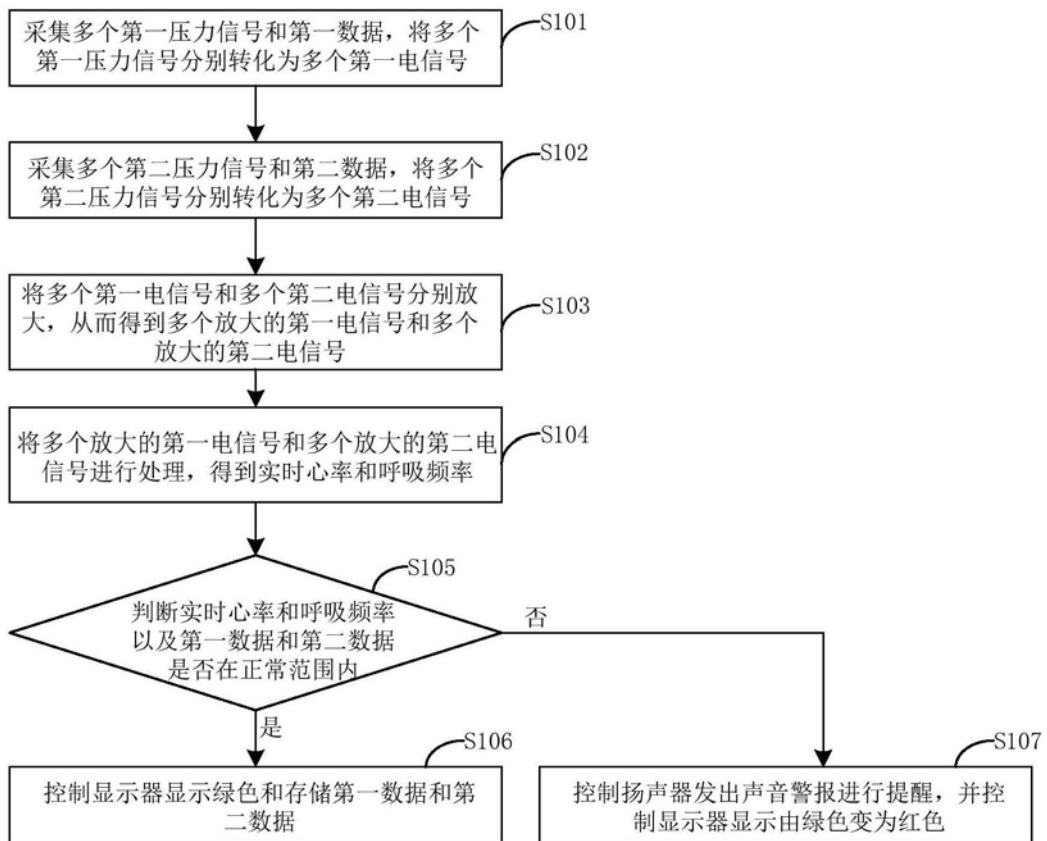 采集多个第一压力信号和第一数据，将多个
第一压力信号分别转化为多个第一电信号
S101
采集多个第二压力信号和第二数据，将多个
第二压力信号分别转化为多个第二电信号
S102
将多个第一电信号和多个第二电信号分别放
大，从而得到多个放大的第一电信号和多个
放大的第二电信号
S103
将多个放大的第一电信号和多个放大的第二电
信号进行处理，得到实时心率和呼吸频率
S104
S105
判断实时心率和呼吸频率
以及第一数据和第二数据
是否在正常范围内
否
是
S106
控制显示器显示绿色和存储第一数据和第
二数据
S107
控制扬声器发出声音警报进行提醒，并控
制显示器显示由绿色变为红色